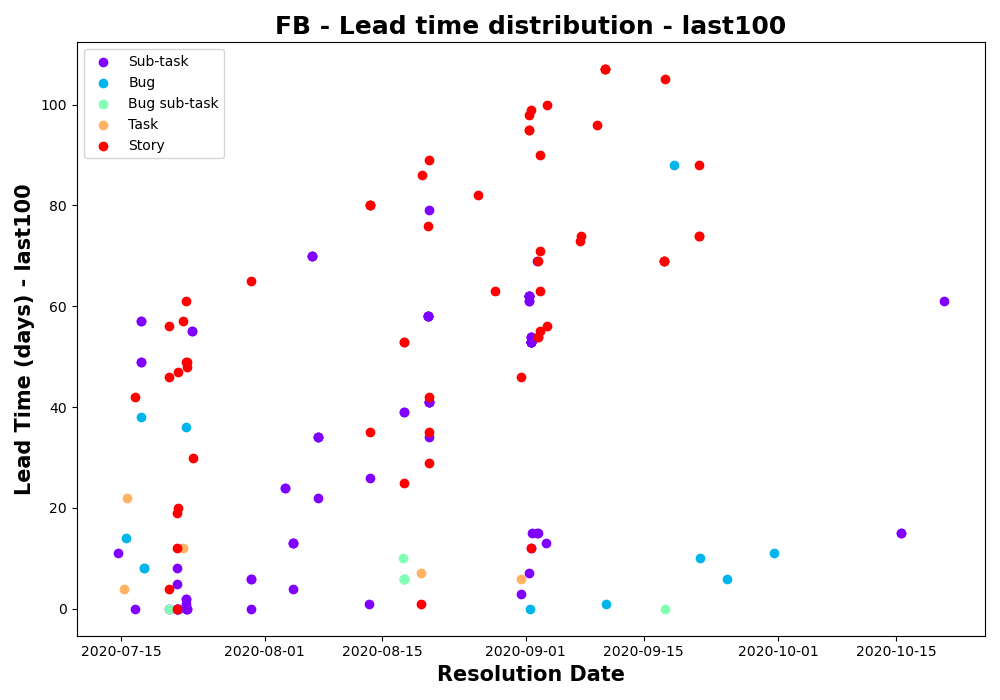 FB - Lead time distribution - last100
Sub-task
Bug
Bug sub-task
Task
Story
Lead Time (days) - last100
100
80
60
40
20
0
2020-07-15 2020-08-01 2020-08-15 2020-09-01 2020-09-15 2020-10-01 2020-10-15
Resolution Date